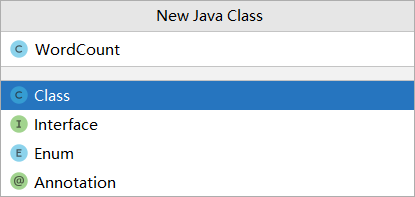 New Java Class
C WordCount
C Class
I Interface
E Enum
@ Annotation